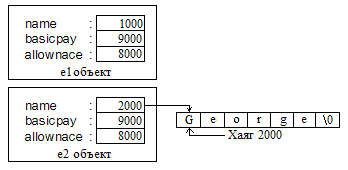 name : 1000
basicpay : 9000
allownace : 8000
e1 объект
name : 2000
basicpay : 9000
allownace : 8000
e2 объект
G e o r g e \0
Хаяг 2000